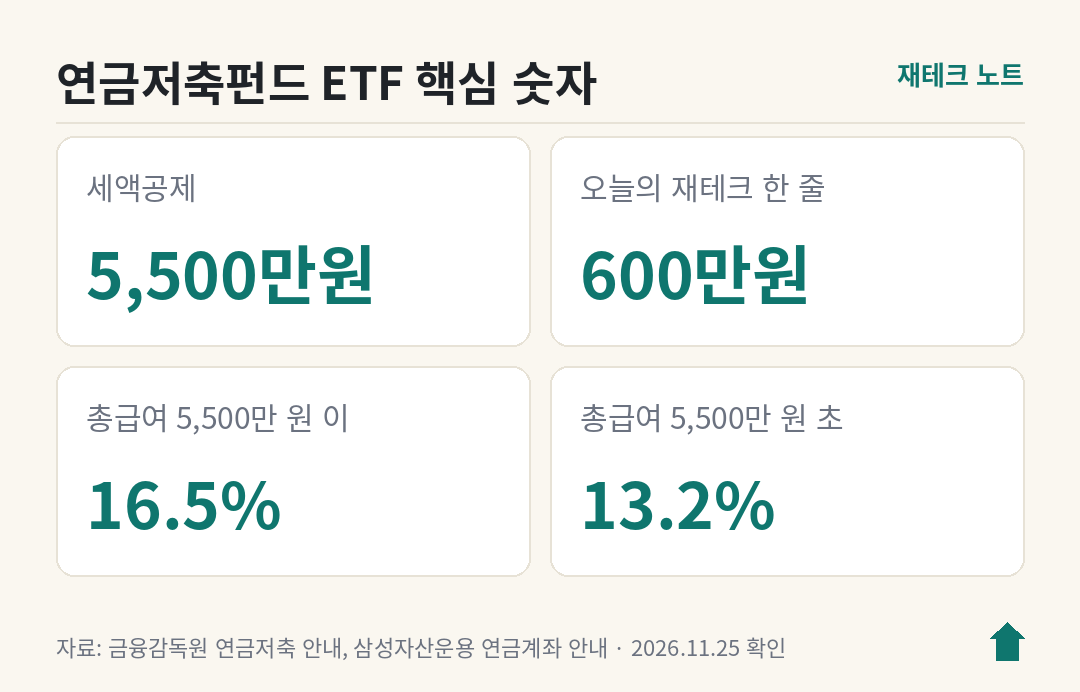 연금저축펀드 ETF 핵심 숫자
재테크 노트
세액공제
5,500만원
오늘의 재테크 한 줄
600만원
총급여 5,500만 원 이
16.5%
총급여 5,500만 원 초
13.2%
자료: 금융감독원 연금저축 안내, 삼성자산운용 연금계좌 안내 · 2026.11.25 확인